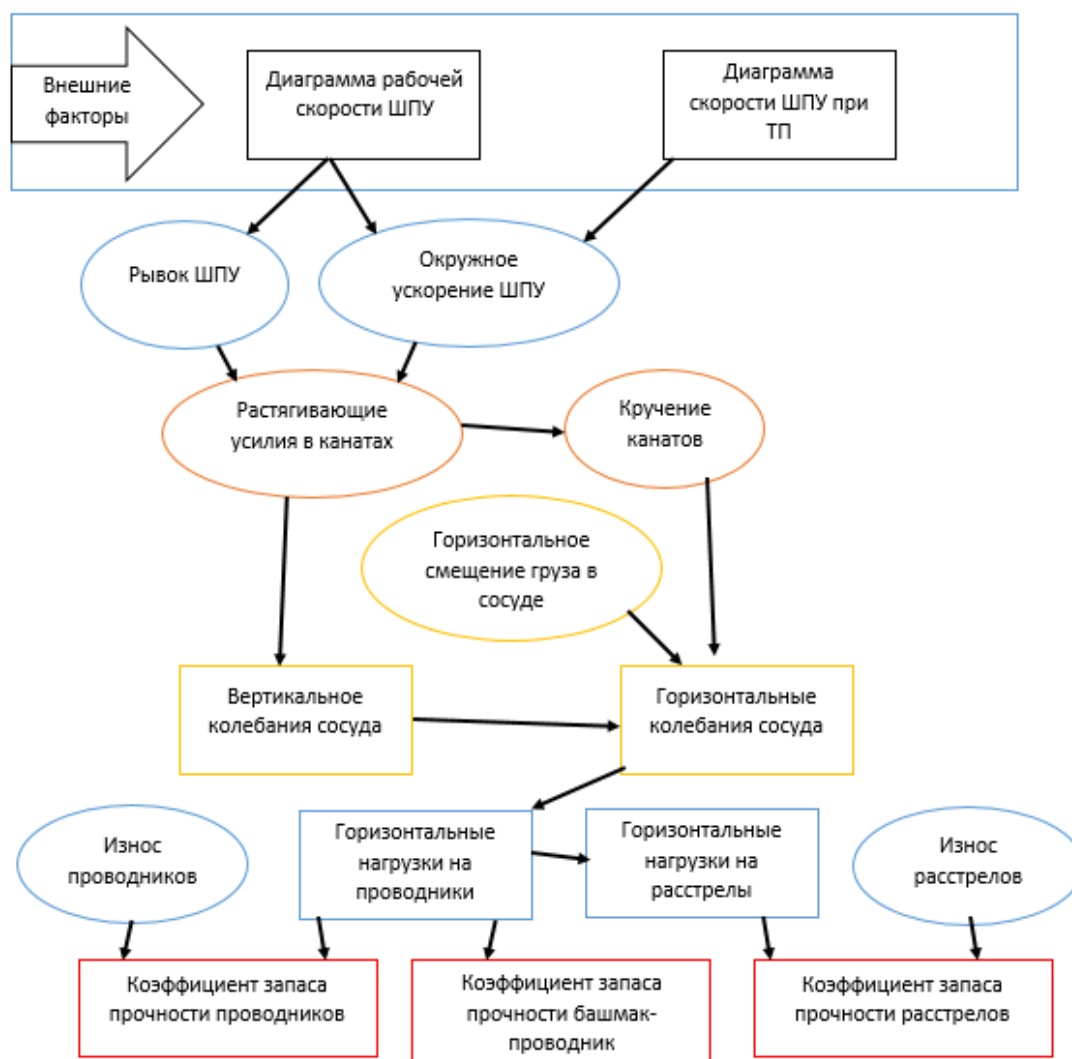 Внешние
факторы
Диаграмма рабочей
скорости ШПУ
Диаграмма
скорости ШПУ при
ТП
Рывок ШПУ
Окружное
ускорение ШПУ
Растягивающие
усилия в канатах
Кручение
канатов
Горизонтальное
смещение груза в
сосуде
Вертикальное
колебания сосуда
Горизонтальные
колебания сосуда
Износ
проводников
Горизонтальные
нагрузки на
проводники
Горизонтальные
нагрузки на
расстрелы
Износ
расстрелов
Коэффициент запаса
прочности проводников
Коэффициент запаса
прочности башмак-
проводник
Коэффициент запаса
прочности расстрелов